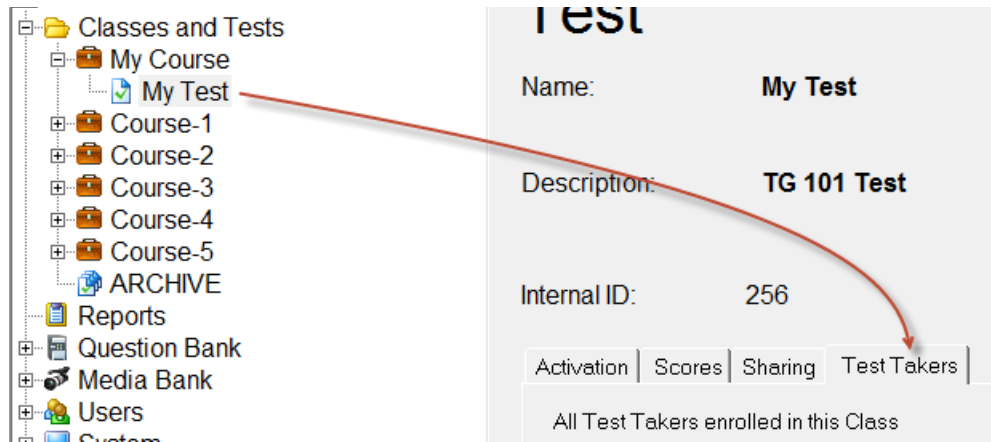 Classes and Tests
My Course
My Test
Course-1
Course-2
Course-3
Course-4
Course-5
ARCHIVE
Reports
Question Bank
Media Bank
Users
System
Test
Name: My Test
Description: TG 101 Test
Internal ID: 256
Activation Scores Sharing Test Takers
All Test Takers enrolled in this Class